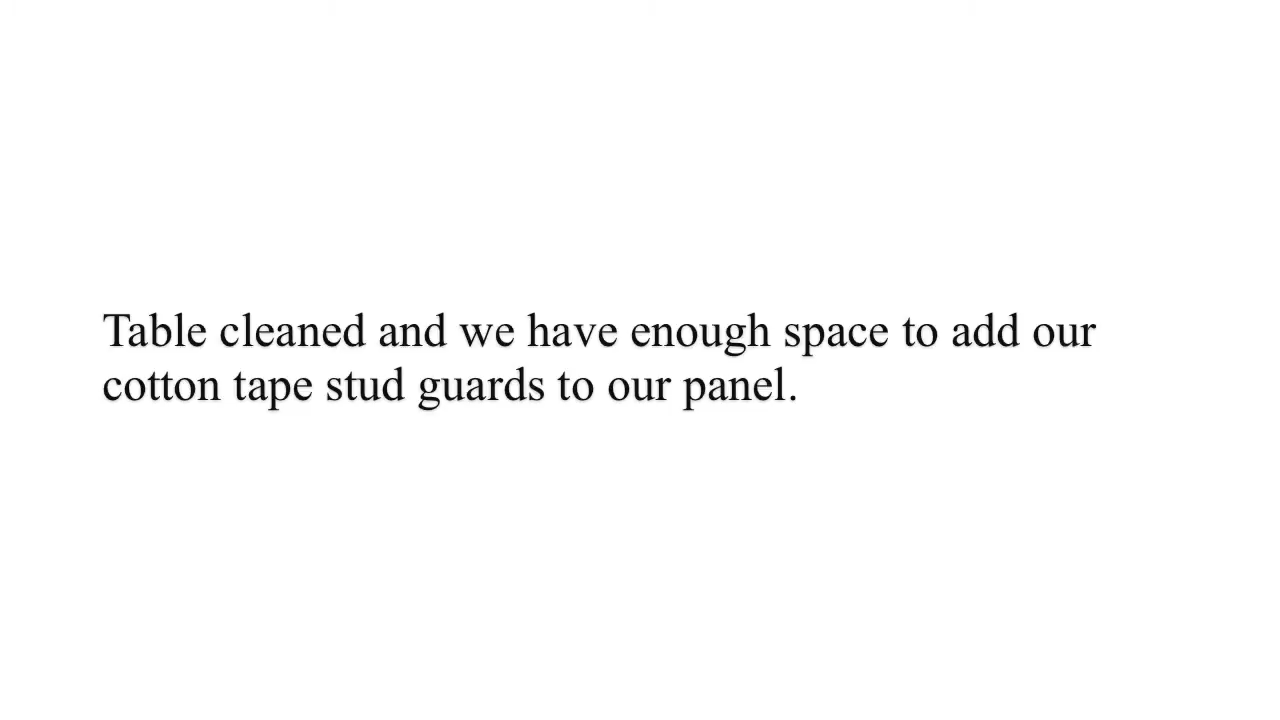 Table cleaned and we have enough space to add our
cotton tape stud guards to our panel.